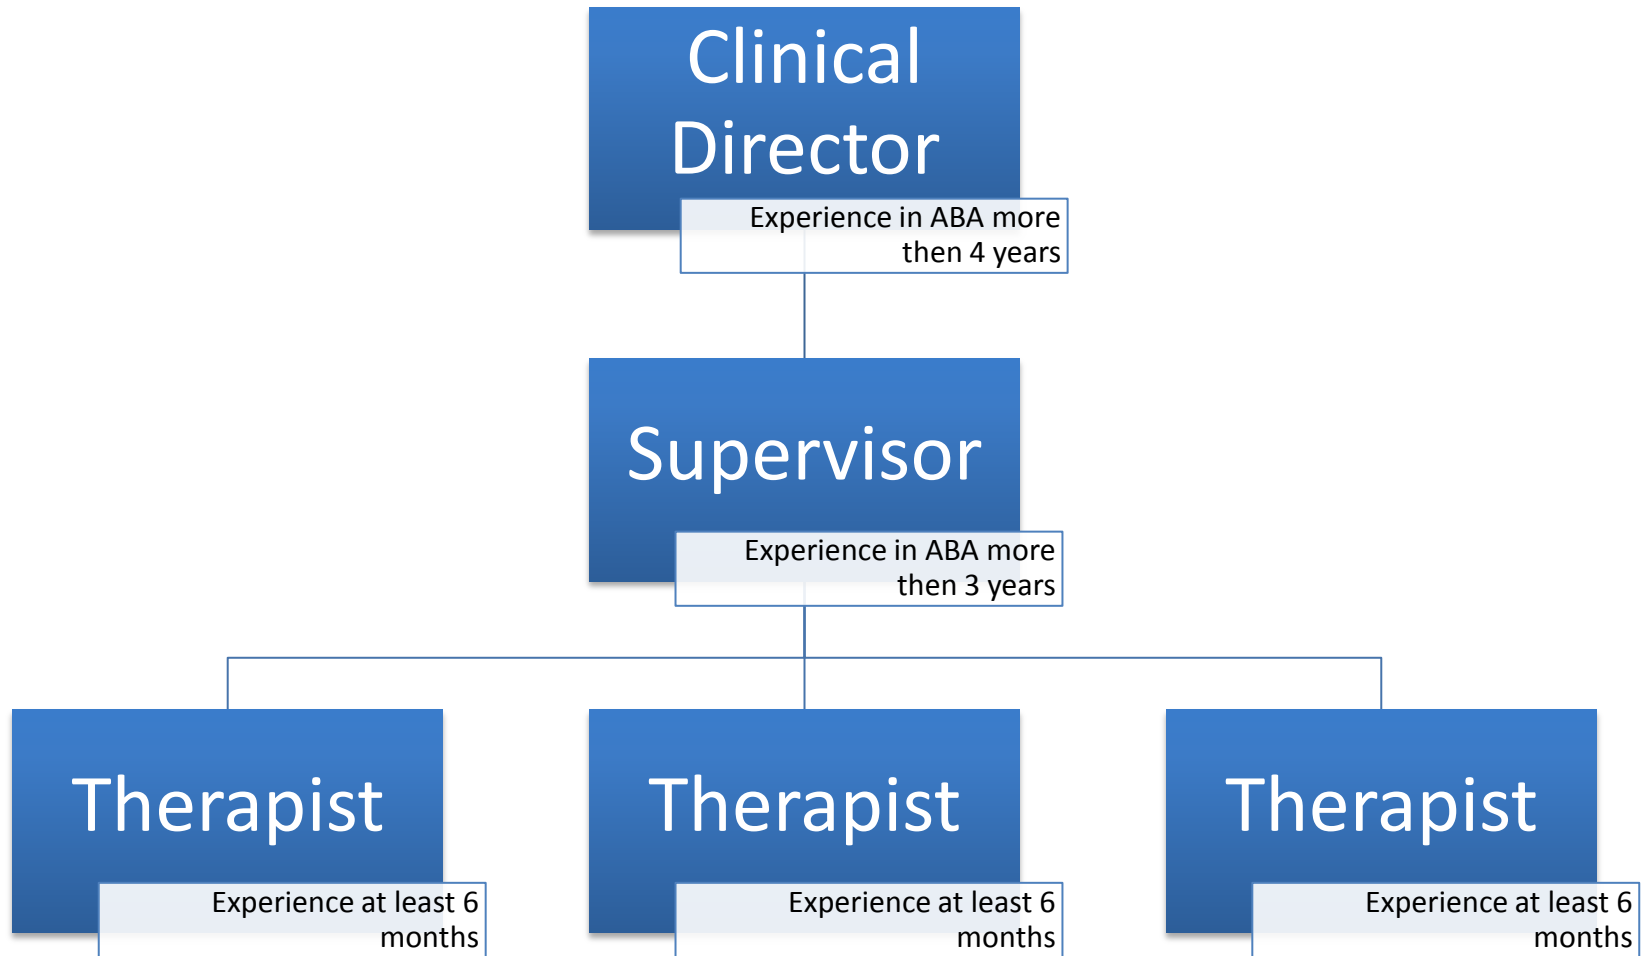 Clinical
Director
Experience in ABA more
then 4 years
Supervisor
Experience in ABA more
then 3 years
Therapist
Experience at least 6
months
Therapist
Experience at least 6
months
Therapist
Experience at least 6
months